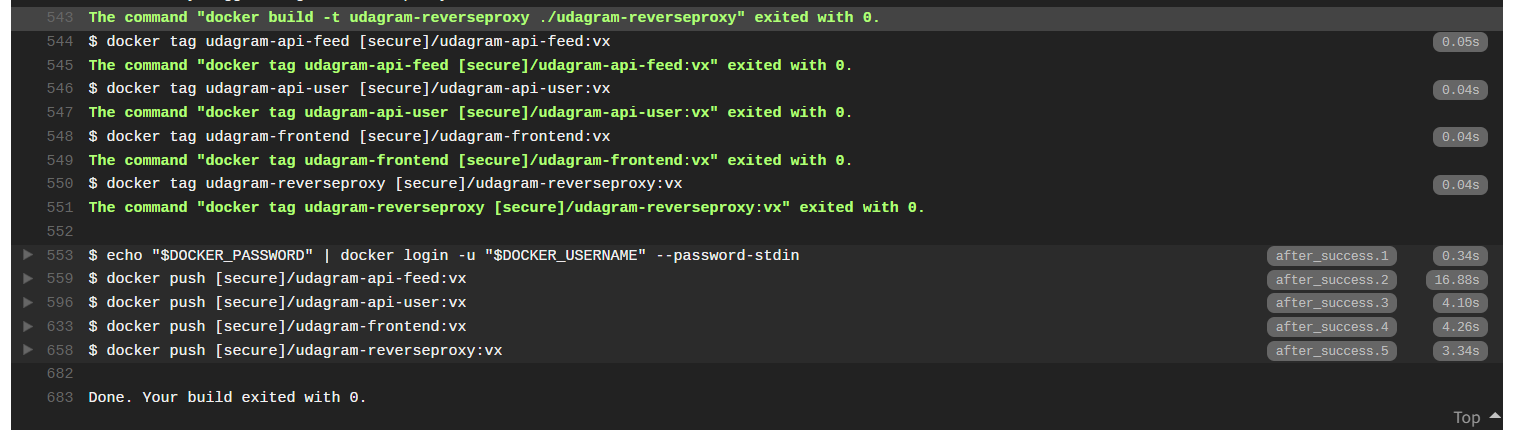 543 The command "docker build -t udagram-reverseproxy ./udagram-reverseproxy" exited with 0.
544 $ docker tag udagram-api-feed [secure]/udagram-api-feed:vx 0.05s
545 The command "docker tag udagram-api-feed [secure]/udagram-api-feed:vx" exited with 0.
546 $ docker tag udagram-api-user [secure]/udagram-api-user:vx 0.04s
547 The command "docker tag udagram-api-user [secure]/udagram-api-user:vx" exited with 0.
548 $ docker tag udagram-frontend [secure]/udagram-frontend:vx 0.04s
549 The command "docker tag udagram-frontend [secure]/udagram-frontend:vx" exited with 0.
550 $ docker tag udagram-reverseproxy [secure]/udagram-reverseproxy:vx 0.04s
551 The command "docker tag udagram-reverseproxy [secure]/udagram-reverseproxy:vx" exited with 0.
552
553 $ echo "$DOCKER_PASSWORD" | docker login -u "$DOCKER_USERNAME" --password-stdin after_success.1 0.34s
559 $ docker push [secure]/udagram-api-feed:vx after_success.2 16.88s
596 $ docker push [secure]/udagram-api-user:vx after_success.3 4.10s
633 $ docker push [secure]/udagram-frontend:vx after_success.4 4.26s
658 $ docker push [secure]/udagram-reverseproxy:vx after_success.5 3.34s
682
683 Done. Your build exited with 0.
Top